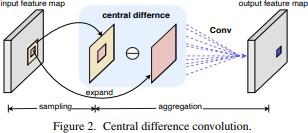 input feature map
output feature map
central differnce
Conv
expand
sampling
aggregation
Figure 2. Central difference convolution.